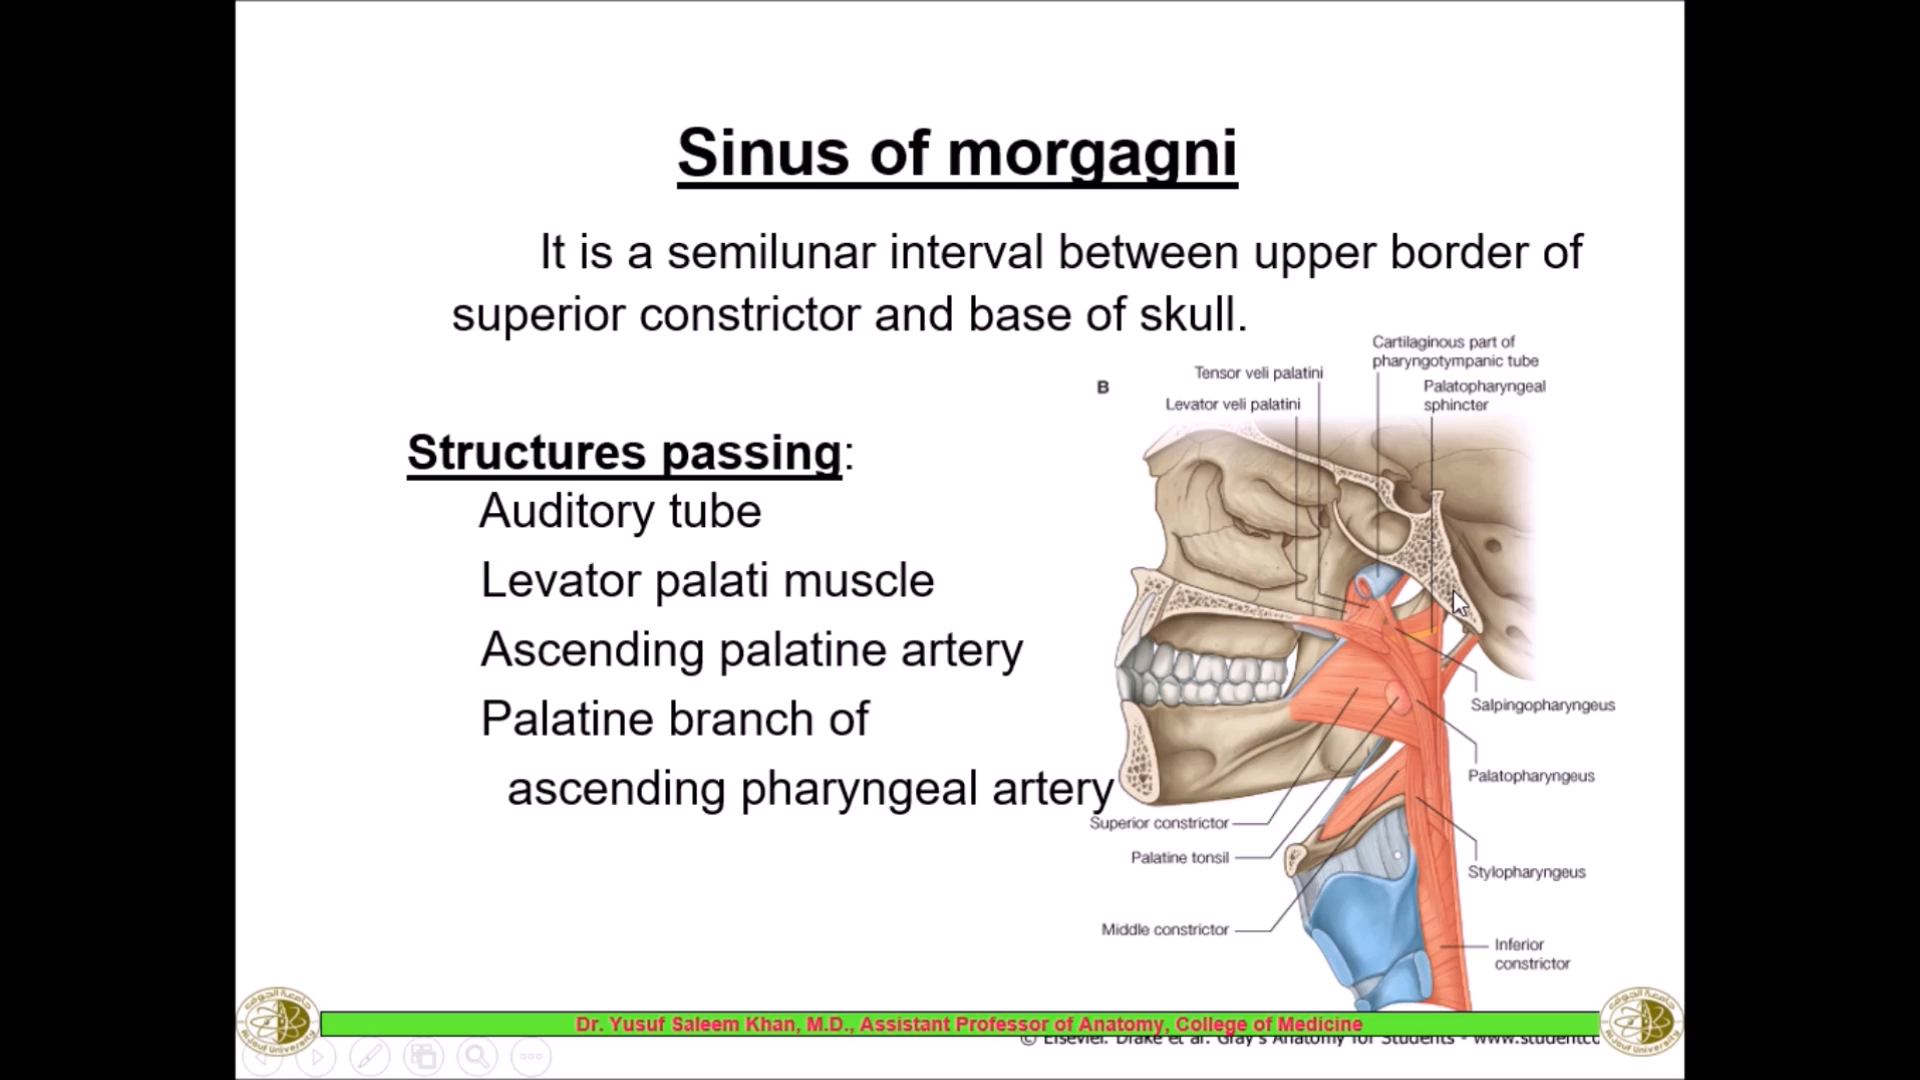 Sinus of morgagni
It is a semilunar interval between upper border of
superior constrictor and base of skull.
Structures passing:
Auditory tube
Levator palati muscle
Ascending palatine artery
Palatine branch of
ascending pharyngeal artery
B
Tensor veli palatini
Levator veli palatini
Cartilaginous part of
pharyngotympanic tube
Palatopharyngeal
sphincter
Salpingopharyngeus
Palatopharyngeus
Superior constrictor
Palatine tonsil
Stylopharyngeus
Middle constrictor
Inferior
constrictor
Dr. Yusuf Saleem Khan, M.D., Assistant Professor of Anatomy, College of Medicine
© Elsevier. Drake et al: Gray's Anatomy for Students - www.studentc